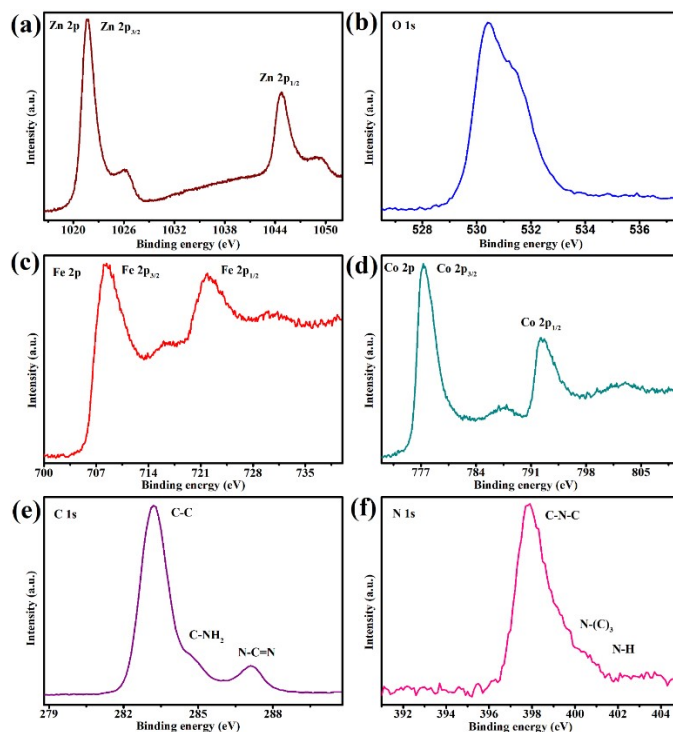 (a)
Zn 2p
Zn 2p3/2
Zn 2p1/2
Intensity (a.u.)
1020 1026 1032 1038 1044 1050
Binding energy (eV)
(b)
O 1s
Intensity (a.u.)
528 530 532 534 536
Binding energy (eV)
(c)
Fe 2p
Fe 2p3/2
Fe 2p1/2
Intensity (a.u.)
700 707 714 721 728 735
Binding energy (eV)
(d)
Co 2p
Co 2p3/2
Co 2p1/2
Intensity (a.u.)
777 784 791 798 805
Binding energy (eV)
(e)
C 1s
C-C
C-NH2
N-C=N
Intensity (a.u.)
279 282 285 288
Binding energy (eV)
(f)
N 1s
C-N-C
N-(C)3
N-H
Intensity (a.u.)
392 394 396 398 400 402 404
Binding energy (eV)